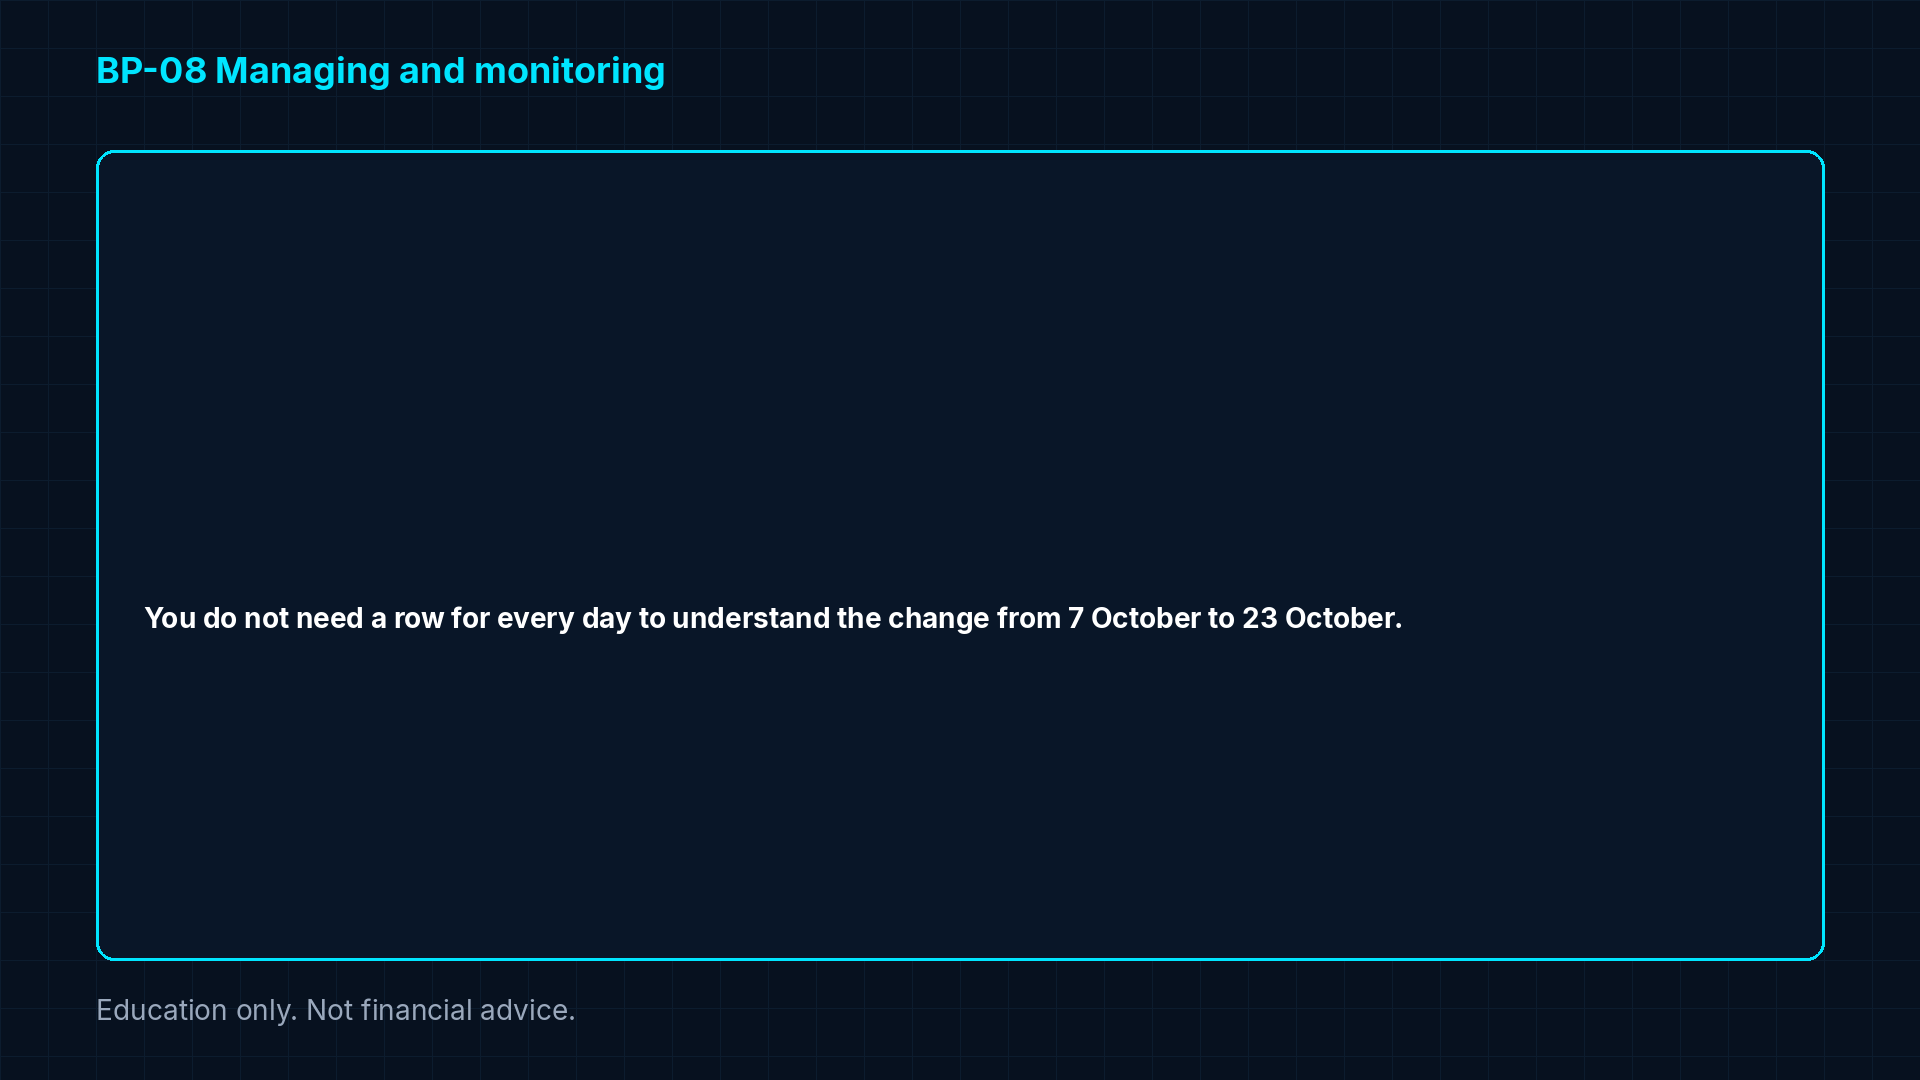 BP-08 Managing and monitoring
You do not need a row for every day to understand the change from 7 October to 23 October.
Education only. Not financial advice.